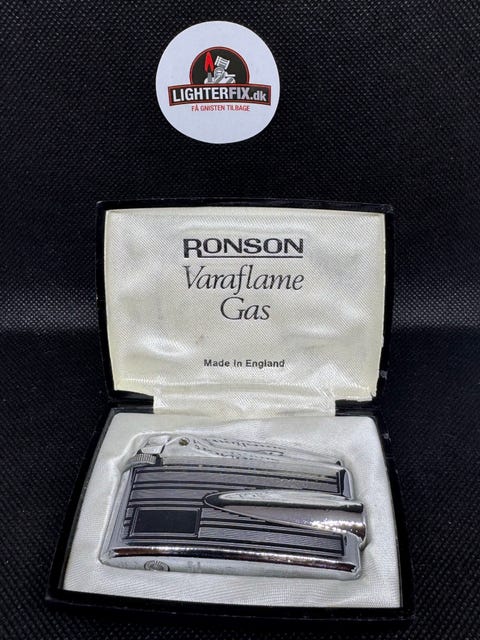 LIGHTERFIX.dk
FÅ GNISTEN TILBAGE
RONSON
Varaflame
Gas
Made In England